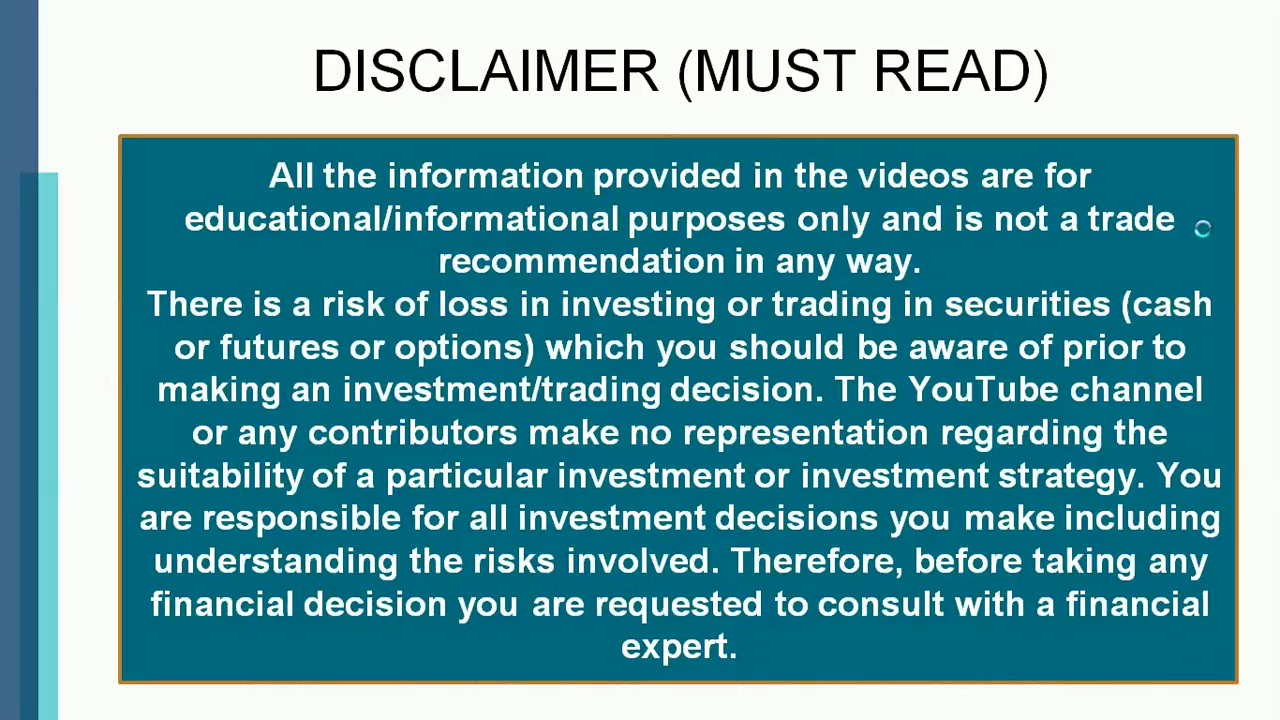 DISCLAIMER (MUST READ)
All the information provided in the videos are for
educational/informational purposes only and is not a trade
recommendation in any way.
There is a risk of loss in investing or trading in securities (cash
or futures or options) which you should be aware of prior to
making an investment/trading decision. The YouTube channel
or any contributors make no representation regarding the
suitability of a particular investment or investment strategy. You
are responsible for all investment decisions you make including
understanding the risks involved. Therefore, before taking any
financial decision you are requested to consult with a financial
expert.